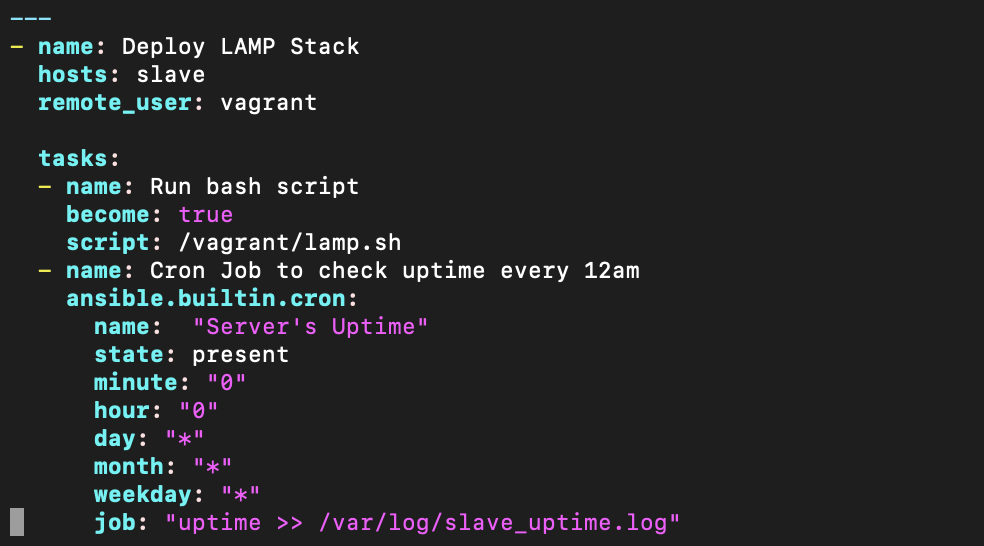 ---
- name: Deploy LAMP Stack
  hosts: slave
  remote_user: vagrant

  tasks:
  - name: Run bash script
    become: true
    script: /vagrant/lamp.sh
  - name: Cron Job to check uptime every 12am
    ansible.builtin.cron:
      name:  "Server's Uptime"
      state: present
      minute: "0"
      hour: "0"
      day: "*"
      month: "*"
      weekday: "*"
      job: "uptime >> /var/log/slave_uptime.log"